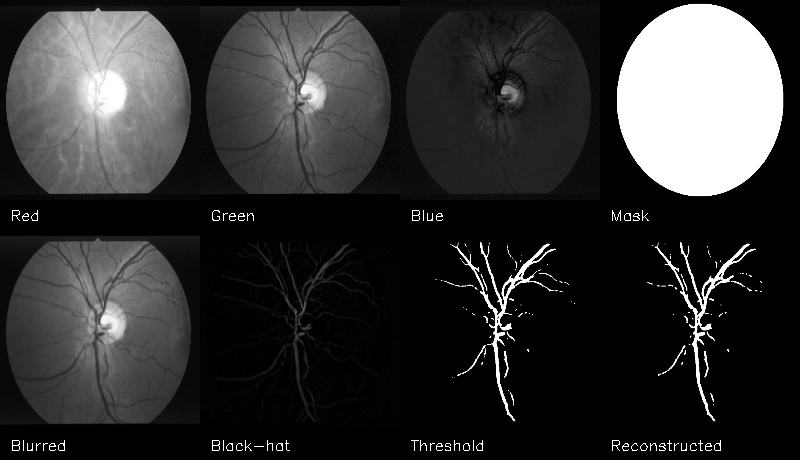 Red
Green
Blue
Mask
Blurred
Black-hat
Threshold
Reconstructed